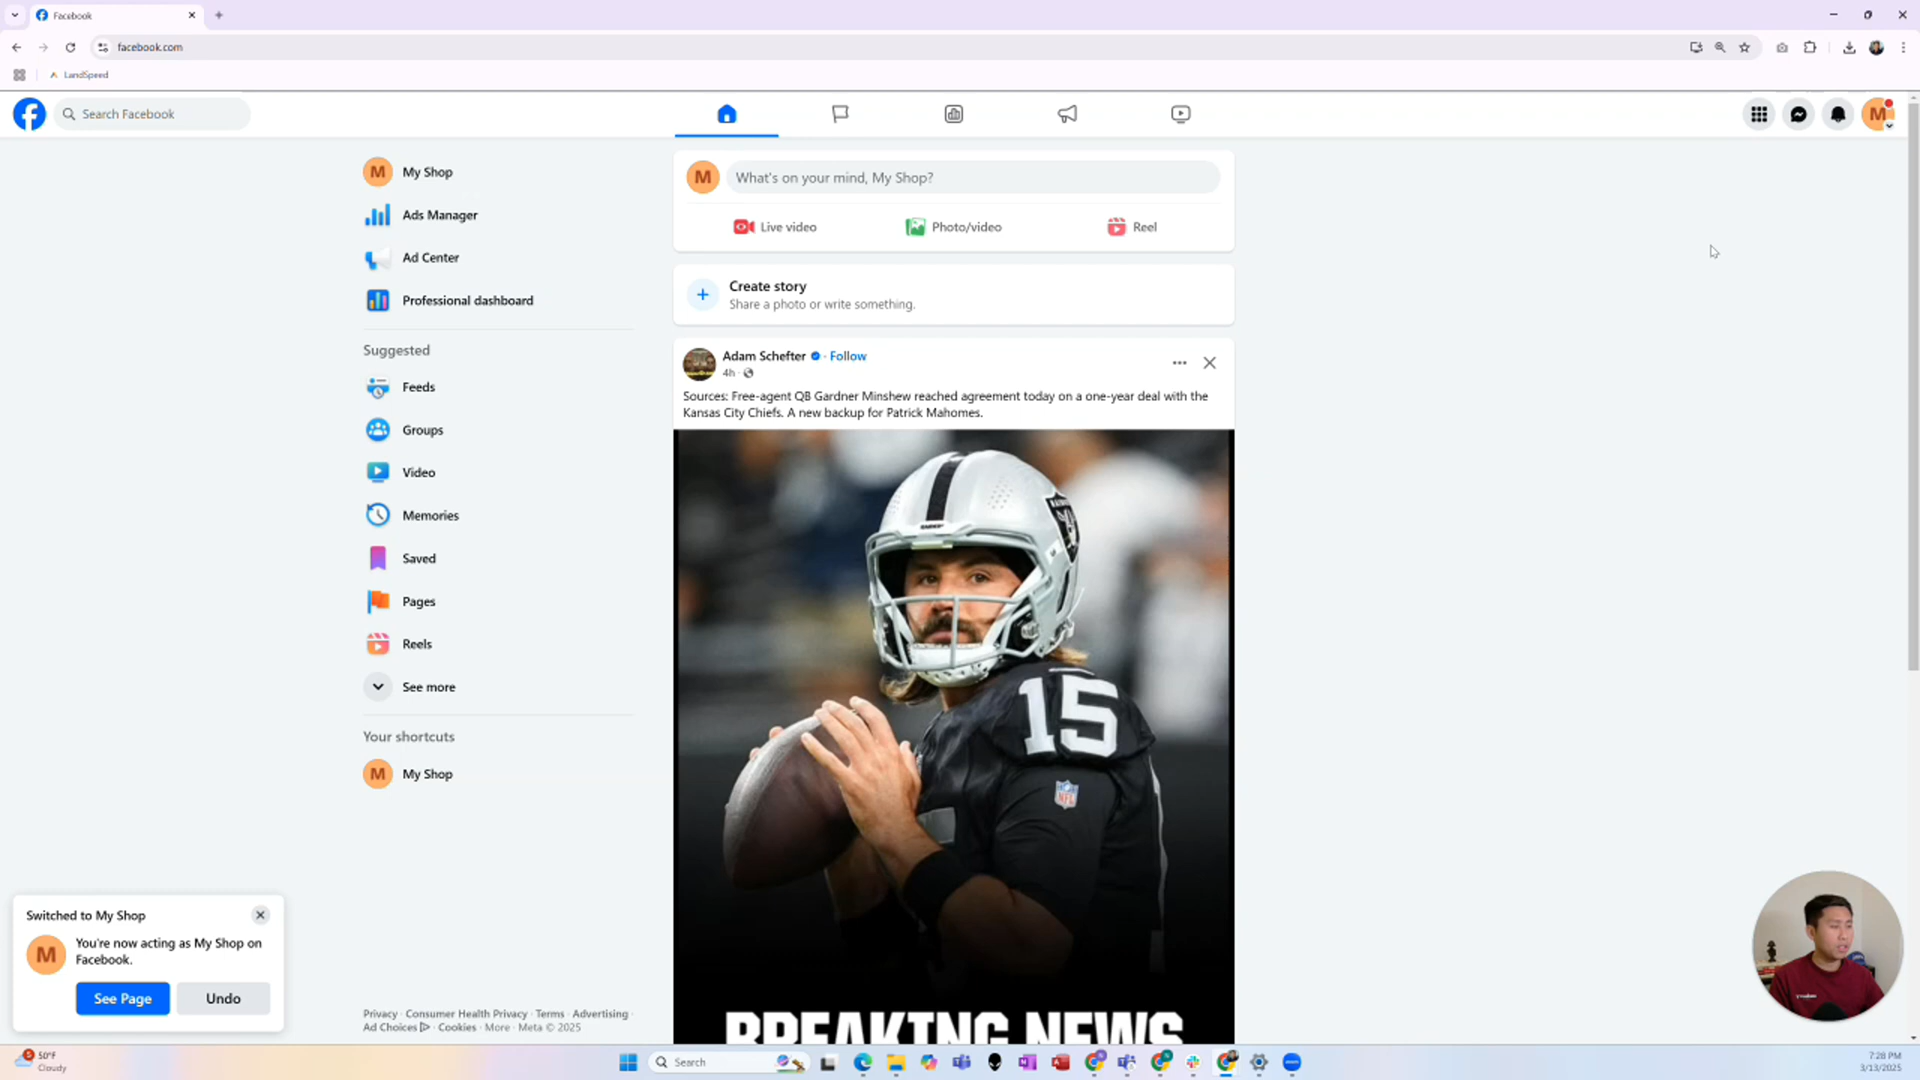 Facebook
facebook.com
LandSpeed
Search Facebook
M
M
My Shop
Ads Manager
Ad Center
Professional dashboard
Suggested
Feeds
Groups
Video
Memories
Saved
Pages
Reels
See more
Your shortcuts
M
My Shop
Privacy · Consumer Health Privacy · Terms · Advertising ·
Ad Choices · Cookies · More · Meta © 2025
M
What's on your mind, My Shop?
Live video
Photo/video
Reel
Create story
Share a photo or write something.
Adam Schefter · Follow
4h ·
Sources: Free-agent QB Gardner Minshew reached agreement today on a one-year deal with the
Kansas City Chiefs. A new backup for Patrick Mahomes.
RAIDERS
15
NFL
BREAKING NEWS
Switched to My Shop
M
You're now acting as My Shop on
Facebook.
See Page
Undo
50°F
Cloudy
Search
7:28 PM
3/13/2025